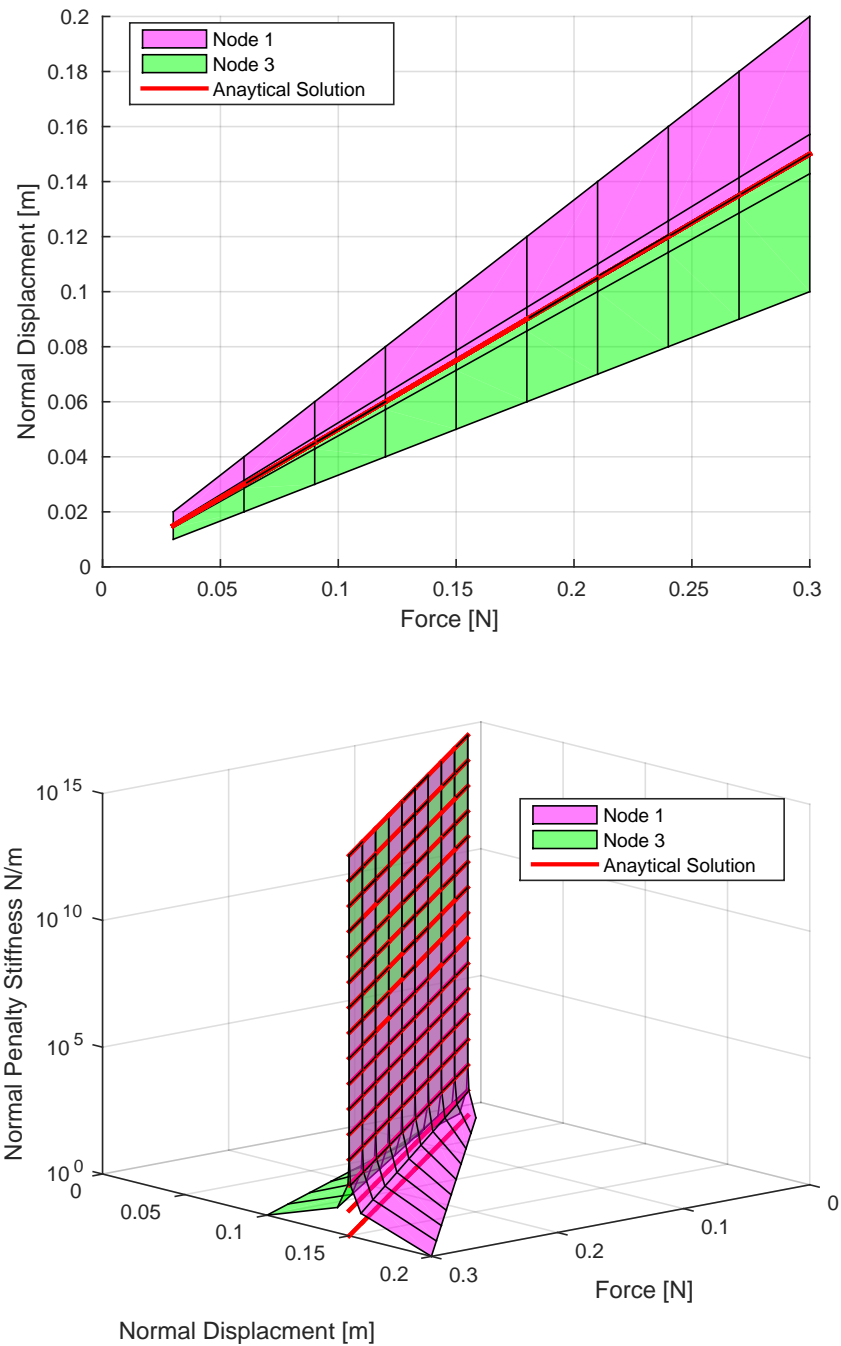 0.2
0.18
0.16
0.14
0.12
0.1
0.08
0.06
0.04
0.02
0
Normal Displacment [m]
Node 1
Node 3
Anaytical Solution
0 0.05 0.1 0.15 0.2 0.25 0.3
Force [N]
10^15
10^10
10^5
10^0
Normal Penalty Stiffness N/m
Node 1
Node 3
Anaytical Solution
0
0.05
0.1
0.15
0.2
0.3
0.2
0.1
0
Force [N]
Normal Displacment [m]